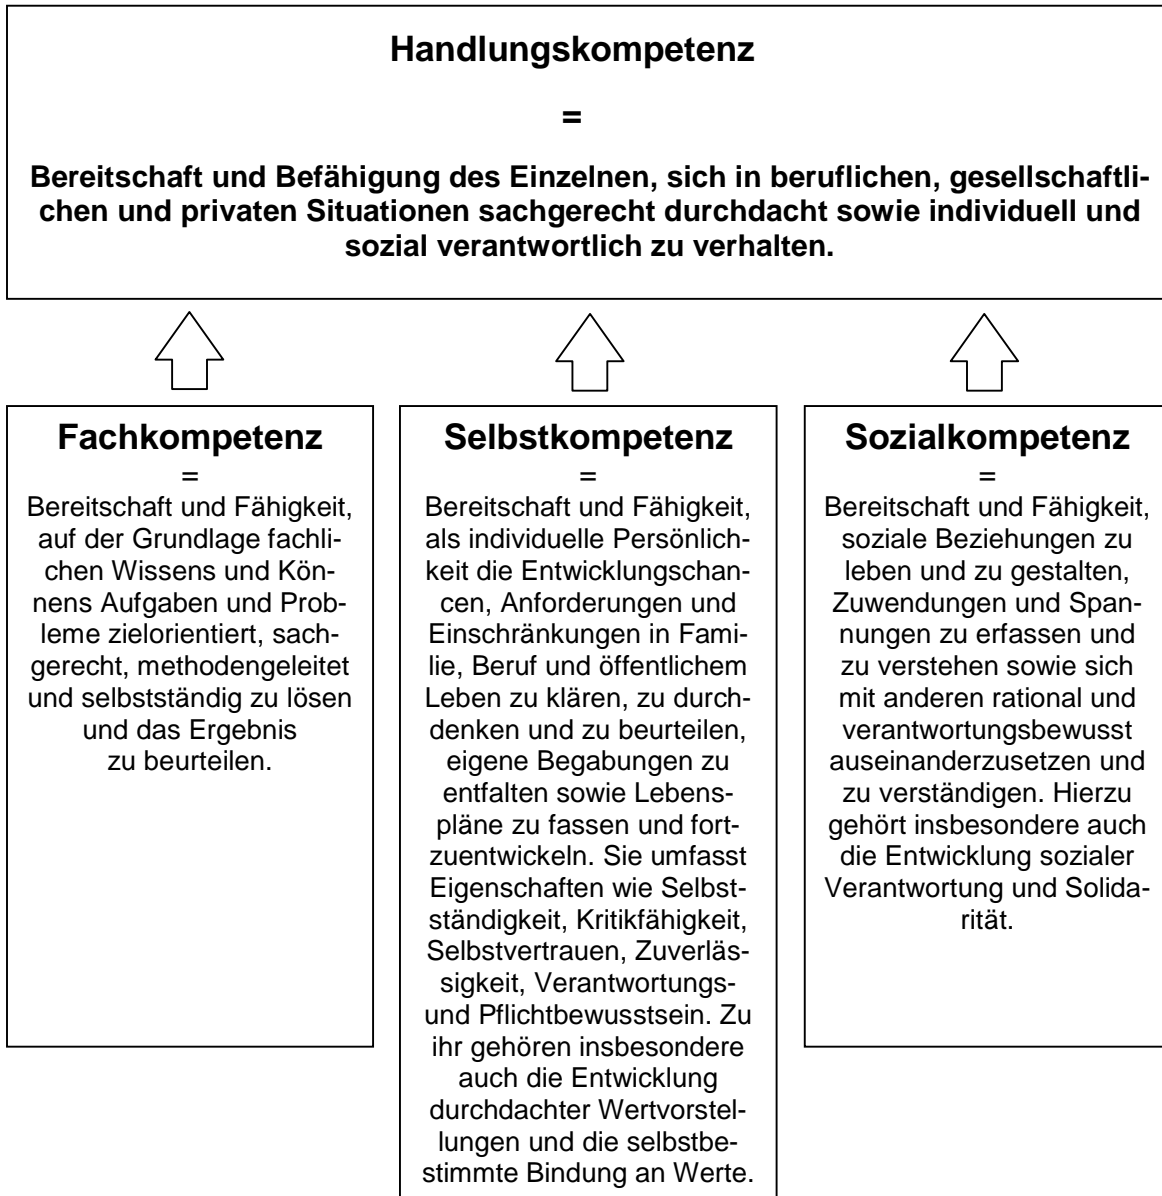 Handlungskompetenz
=
Bereitschaft und Befähigung des Einzelnen, sich in beruflichen, gesellschaftli-
chen und privaten Situationen sachgerecht durchdacht sowie individuell und
sozial verantwortlich zu verhalten.
Fachkompetenz
=
Bereitschaft und Fähigkeit,
auf der Grundlage fachli-
chen Wissens und Kön-
nens Aufgaben und Prob-
leme zielorientiert, sach-
gerecht, methodengeleitet
und selbstständig zu lösen
und das Ergebnis
zu beurteilen.
Selbstkompetenz
=
Bereitschaft und Fähigkeit,
als individuelle Persönlich-
keit die Entwicklungschan-
cen, Anforderungen und
Einschränkungen in Fami-
lie, Beruf und öffentlichem
Leben zu klären, zu durch-
denken und zu beurteilen,
eigene Begabungen zu
entfalten sowie Lebens-
pläne zu fassen und fort-
zuentwickeln. Sie umfasst
Eigenschaften wie Selbst-
ständigkeit, Kritikfähigkeit,
Selbstvertrauen, Zuverläs-
sigkeit, Verantwortungs-
und Pflichtbewusstsein. Zu
ihr gehören insbesondere
auch die Entwicklung
durchdachter Wertvorstel-
lungen und die selbstbe-
stimmte Bindung an Werte.
Sozialkompetenz
=
Bereitschaft und Fähigkeit,
soziale Beziehungen zu
leben und zu gestalten,
Zuwendungen und Span-
nungen zu erfassen und
zu verstehen sowie sich
mit anderen rational und
verantwortungsbewusst
auseinanderzusetzen und
zu verständigen. Hierzu
gehört insbesondere auch
die Entwicklung sozialer
Verantwortung und Solida-
rität.